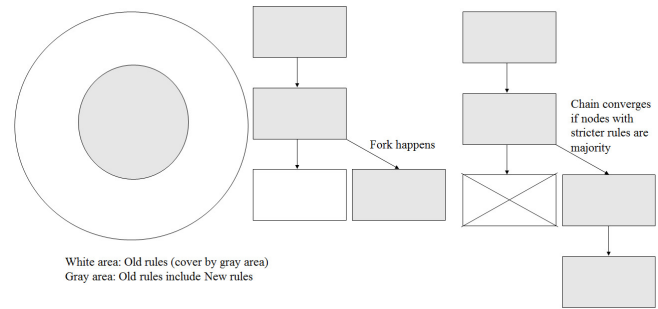 Fork happens
Chain converges
if nodes with
stricter rules are
majority
White area: Old rules (cover by gray area)
Gray area: Old rules include New rules